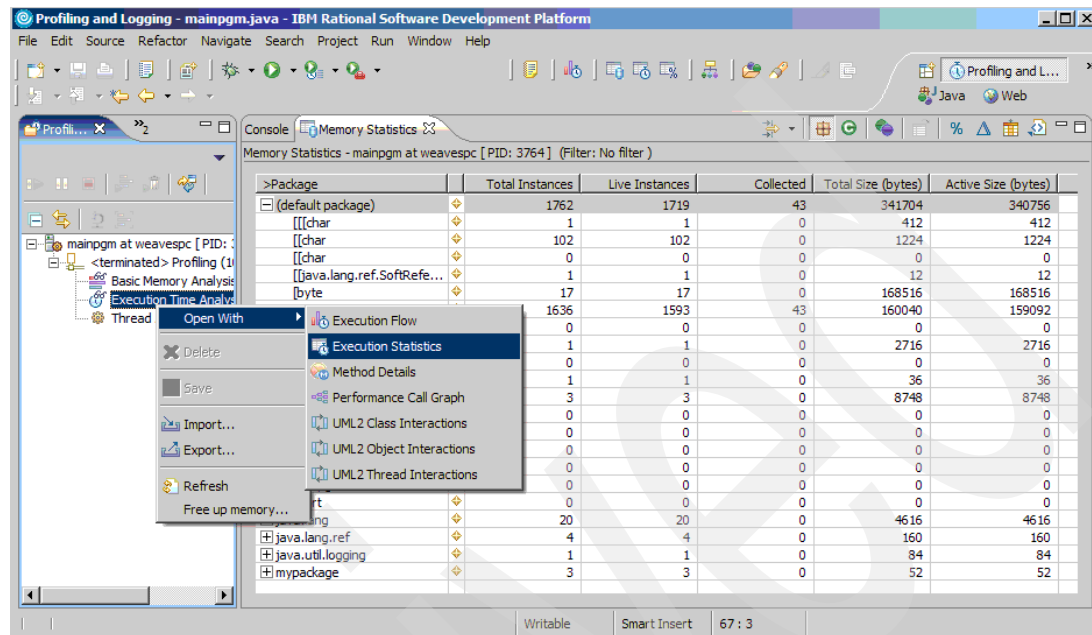 Profiling and Logging - mainpgm.java - IBM Rational Software Development Platform
File Edit Source Refactor Navigate Search Project Run Window Help
Profiling and L...
Java Web
Profili... 2
Console Memory Statistics
Memory Statistics - mainpgm at weavespc [ PID: 3764 ] (Filter: No filter )
>Package Total Instances Live Instances Collected Total Size (bytes) Active Size (bytes)
(default package) 1762 1719 43 341704 340756
[[[char 1 1 0 412 412
[[char 102 102 0 1224 1224
[[char 0 0 0 0 0
[[java.lang.ref.SoftRefe... 1 1 0 12 12
[byte 17 17 0 168516 168516
1636 1593 43 160040 159092
0 0 0 0 0
1 1 0 2716 2716
0 0 0 0 0
1 1 0 36 36
3 3 0 8748 8748
0 0 0 0 0
0 0 0 0 0
0 0 0 0 0
0 0 0 0 0
0 0 0 0 0
rt 0 0 0 0 0
20 20 0 4616 4616
java.lang.ref 4 4 0 160 160
java.util.logging 1 1 0 84 84
mypackage 3 3 0 52 52
mainpgm at weavespc [ PID:
<terminated> Profiling
Basic Memory Analysis
Execution Time Analys
Thread
Open With
Delete
Save
Import...
Export...
Refresh
Free up memory...
Execution Flow
Execution Statistics
Method Details
Performance Call Graph
UML2 Class Interactions
UML2 Object Interactions
UML2 Thread Interactions
Writable Smart Insert 67 : 3